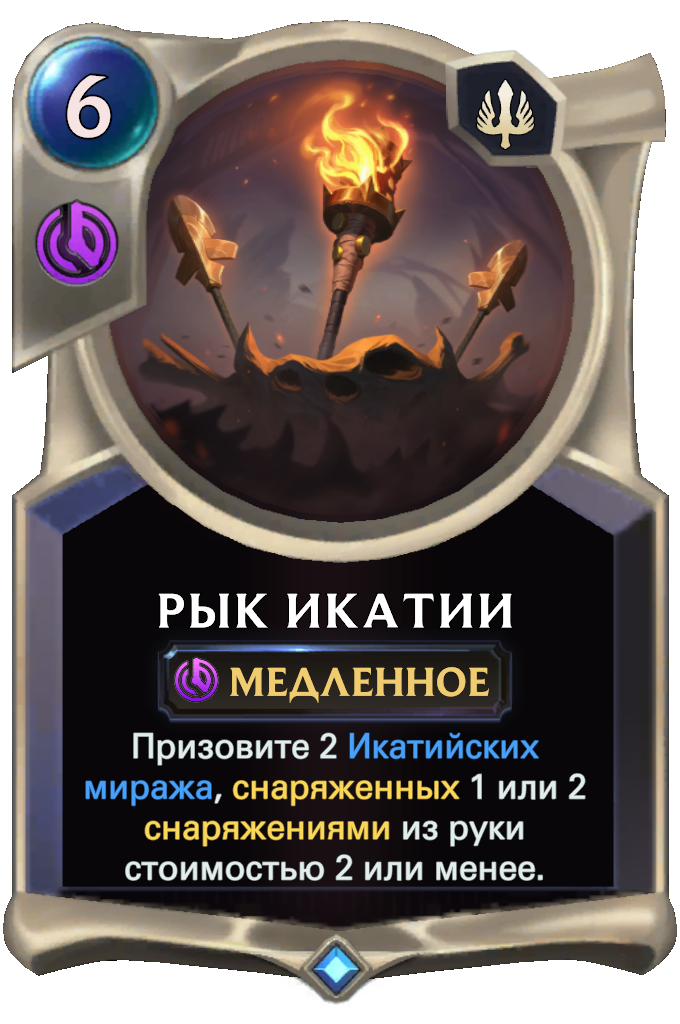 6
РЫК ИКАТИИ
МЕДЛЕННОЕ
Призовите 2 Икатийских
миража, снаряженных 1 или 2
снаряжениями из руки
стоимостью 2 или менее.